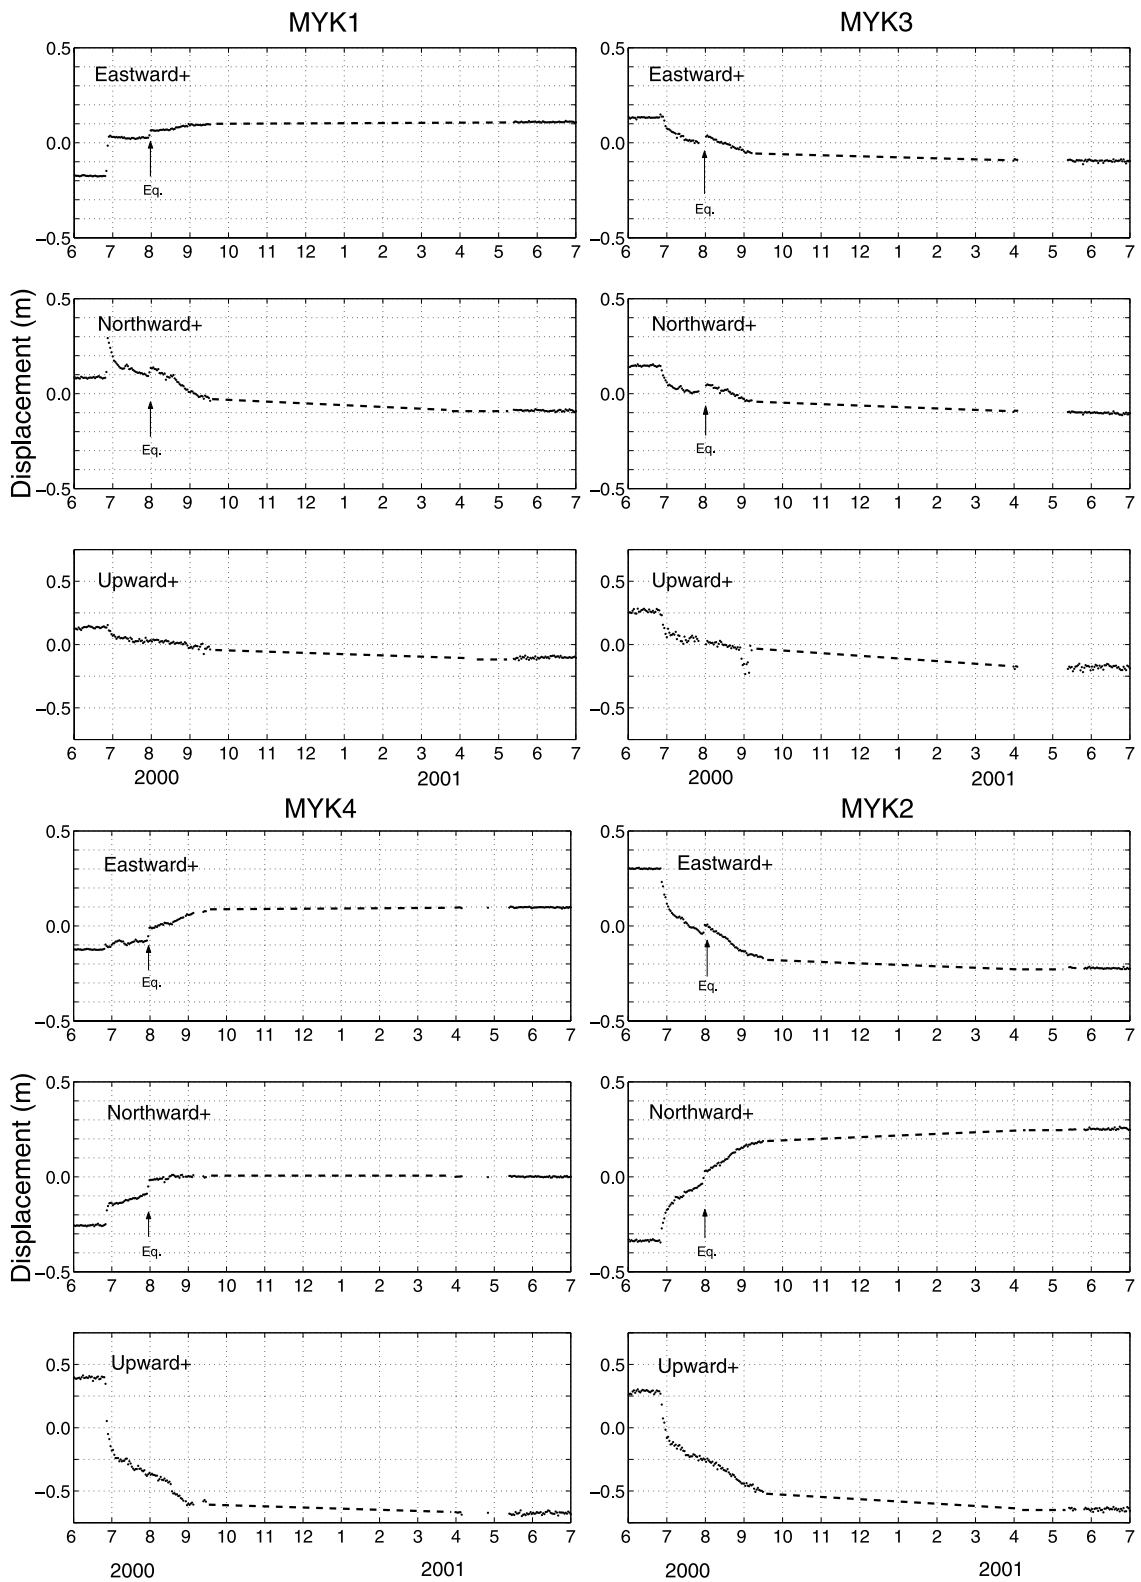 MYK1 MYK3
0.5 0.5
Eastward+ Eastward+
0.0 0.0
Eq. Eq.
−0.5 −0.5
6 7 8 9 10 11 12 1 2 3 4 5 6 7 6 7 8 9 10 11 12 1 2 3 4 5 6 7
Displacement (m)
0.5 0.5
Northward+ Northward+
0.0 0.0
Eq. Eq.
−0.5 −0.5
6 7 8 9 10 11 12 1 2 3 4 5 6 7 6 7 8 9 10 11 12 1 2 3 4 5 6 7
0.5 Upward+ 0.5 Upward+
0.0 0.0
−0.5 −0.5
6 7 8 9 10 11 12 1 2 3 4 5 6 7 6 7 8 9 10 11 12 1 2 3 4 5 6 7
2000 2001 2000 2001
MYK4 MYK2
0.5 0.5
Eastward+ Eastward+
0.0 0.0
Eq. Eq.
−0.5 −0.5
6 7 8 9 10 11 12 1 2 3 4 5 6 7 6 7 8 9 10 11 12 1 2 3 4 5 6 7
Displacement (m)
0.5 0.5
Northward+ Northward+
0.0 0.0
Eq. Eq.
−0.5 −0.5
6 7 8 9 10 11 12 1 2 3 4 5 6 7 6 7 8 9 10 11 12 1 2 3 4 5 6 7
0.5 Upward+ 0.5 Upward+
0.0 0.0
−0.5 −0.5
6 7 8 9 10 11 12 1 2 3 4 5 6 7 6 7 8 9 10 11 12 1 2 3 4 5 6 7
2000 2001 2000 2001